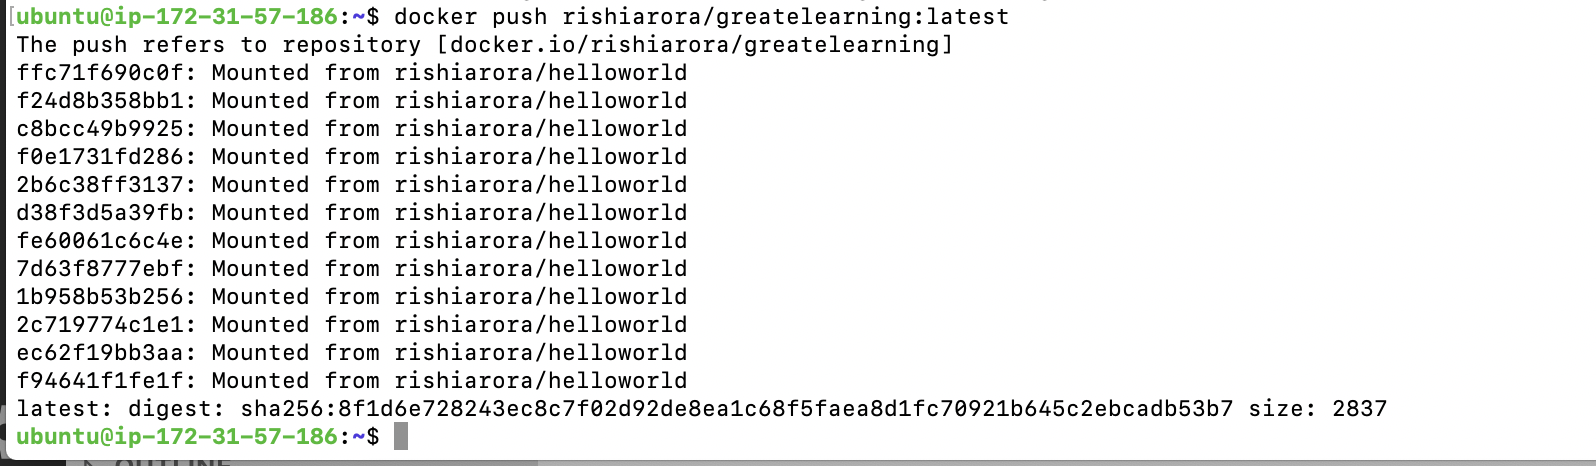 ubuntu@ip-172-31-57-186:~$ docker push rishiarora/greatelearning:latest
The push refers to repository [docker.io/rishiarora/greatelearning]
ffc71f690c0f: Mounted from rishiarora/helloworld
f24d8b358bb1: Mounted from rishiarora/helloworld
c8bcc49b9925: Mounted from rishiarora/helloworld
f0e1731fd286: Mounted from rishiarora/helloworld
2b6c38ff3137: Mounted from rishiarora/helloworld
d38f3d5a39fb: Mounted from rishiarora/helloworld
fe60061c6c4e: Mounted from rishiarora/helloworld
7d63f8777ebf: Mounted from rishiarora/helloworld
1b958b53b256: Mounted from rishiarora/helloworld
2c719774c1e1: Mounted from rishiarora/helloworld
ec62f19bb3aa: Mounted from rishiarora/helloworld
f94641f1fe1f: Mounted from rishiarora/helloworld
latest: digest: sha256:8f1d6e728243ec8c7f02d92de8ea1c68f5faea8d1fc70921b645c2ebcadb53b7 size: 2837
ubuntu@ip-172-31-57-186:~$
OUTLINE